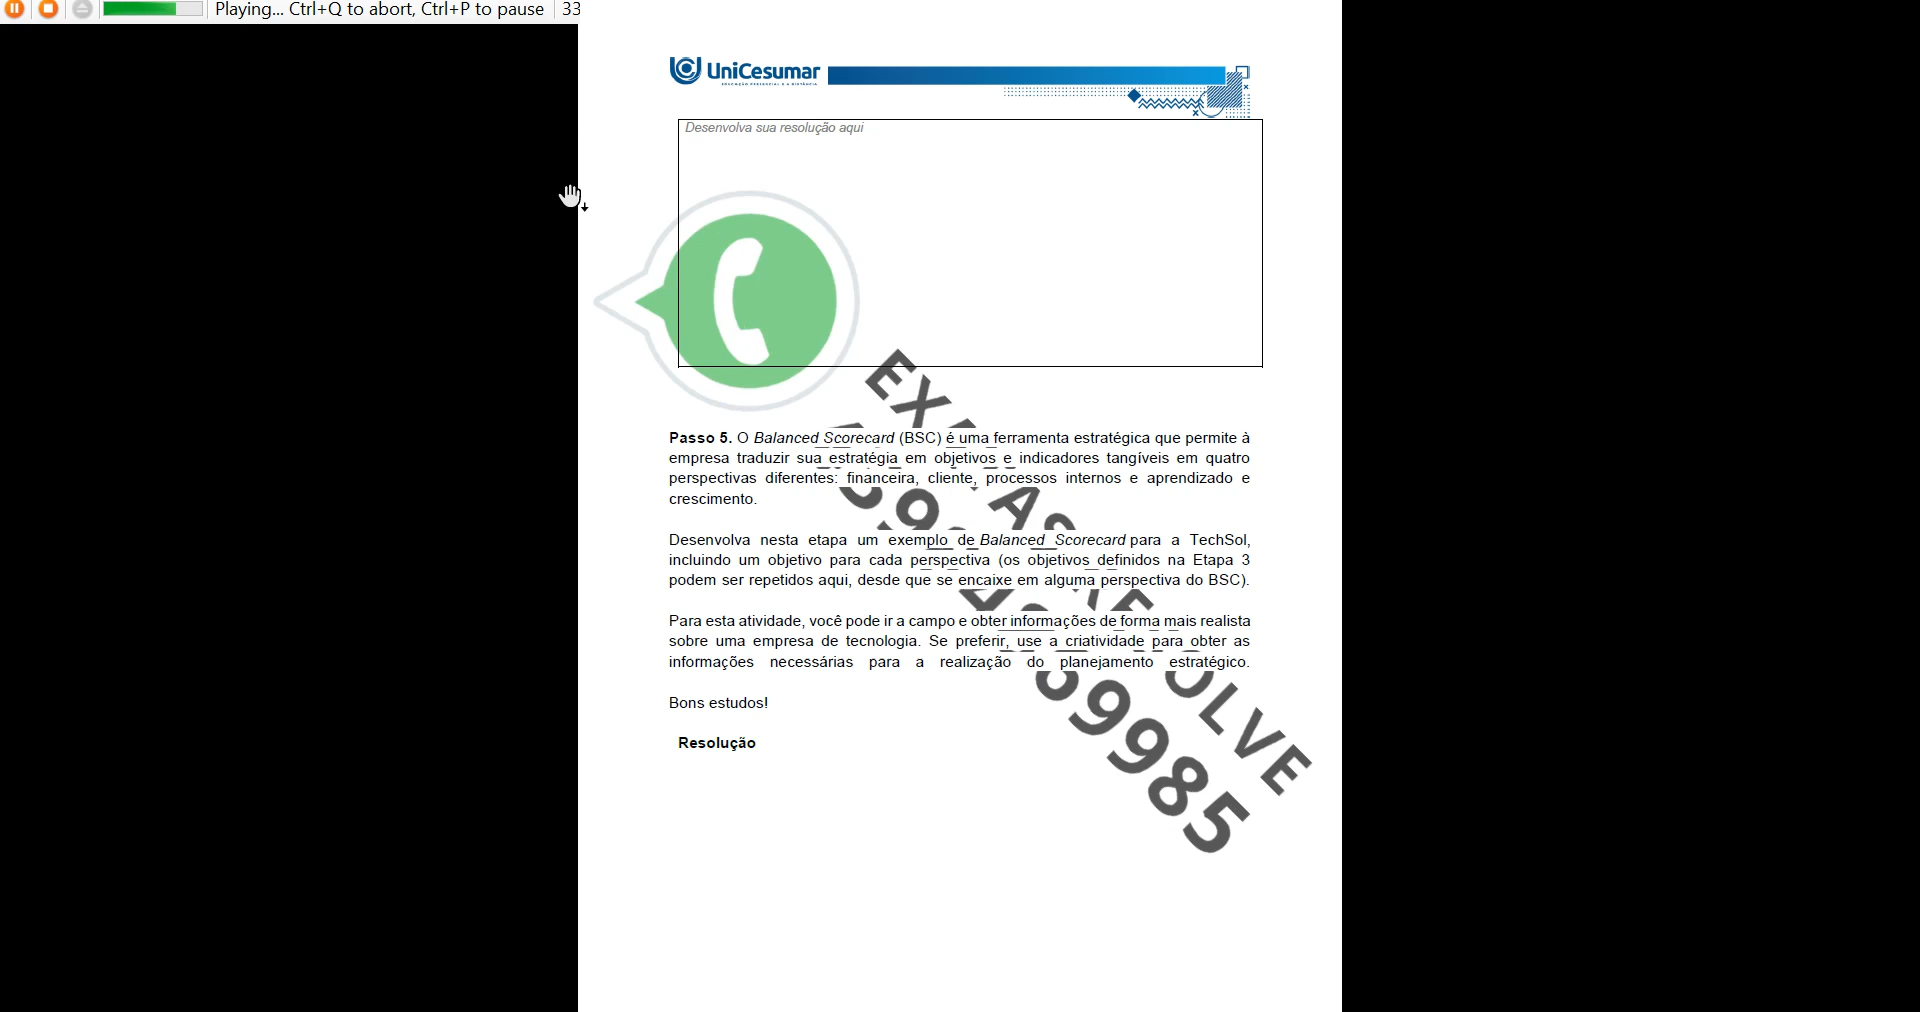 Playing... Ctrl+Q to abort, Ctrl+P to pause 33
UniCesumar
Desenvolva sua resolução aqui
Passo 5. O Balanced Scorecard (BSC) é uma ferramenta estratégica que permite à
empresa traduzir sua estratégia em objetivos e indicadores tangíveis em quatro
perspectivas diferentes: financeira, cliente, processos internos e aprendizado e
crescimento.
Desenvolva nesta etapa um exemplo de Balanced Scorecard para a TechSol,
incluindo um objetivo para cada perspectiva (os objetivos definidos na Etapa 3
podem ser repetidos aqui, desde que se encaixe em alguma perspectiva do BSC).
Para esta atividade, você pode ir a campo e obter informações de forma mais realista
sobre uma empresa de tecnologia. Se preferir, use a criatividade para obter as
informações necessárias para a realização do planejamento estratégico.
Bons estudos!
Resolução